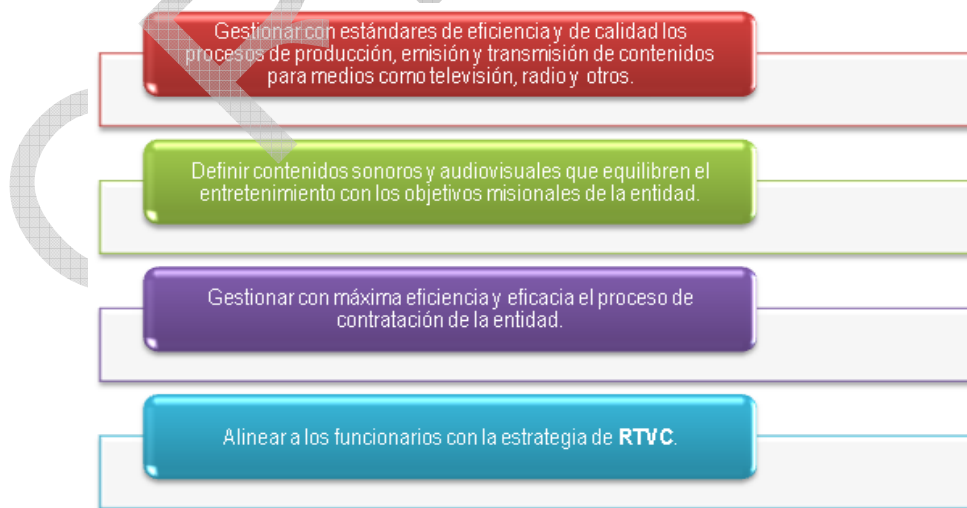 Gestionar con estándares de eficiencia y de calidad los
procesos de producción, emisión y transmisión de contenidos
para medios como televisión, radio y otros.
Definir contenidos sonoros y audiovisuales que equilibren el
entretenimiento con los objetivos misionales de la entidad.
Gestionar con máxima eficiencia y eficacia el proceso de
contratación de la entidad.
Alinear a los funcionarios con la estrategia de RTVC.